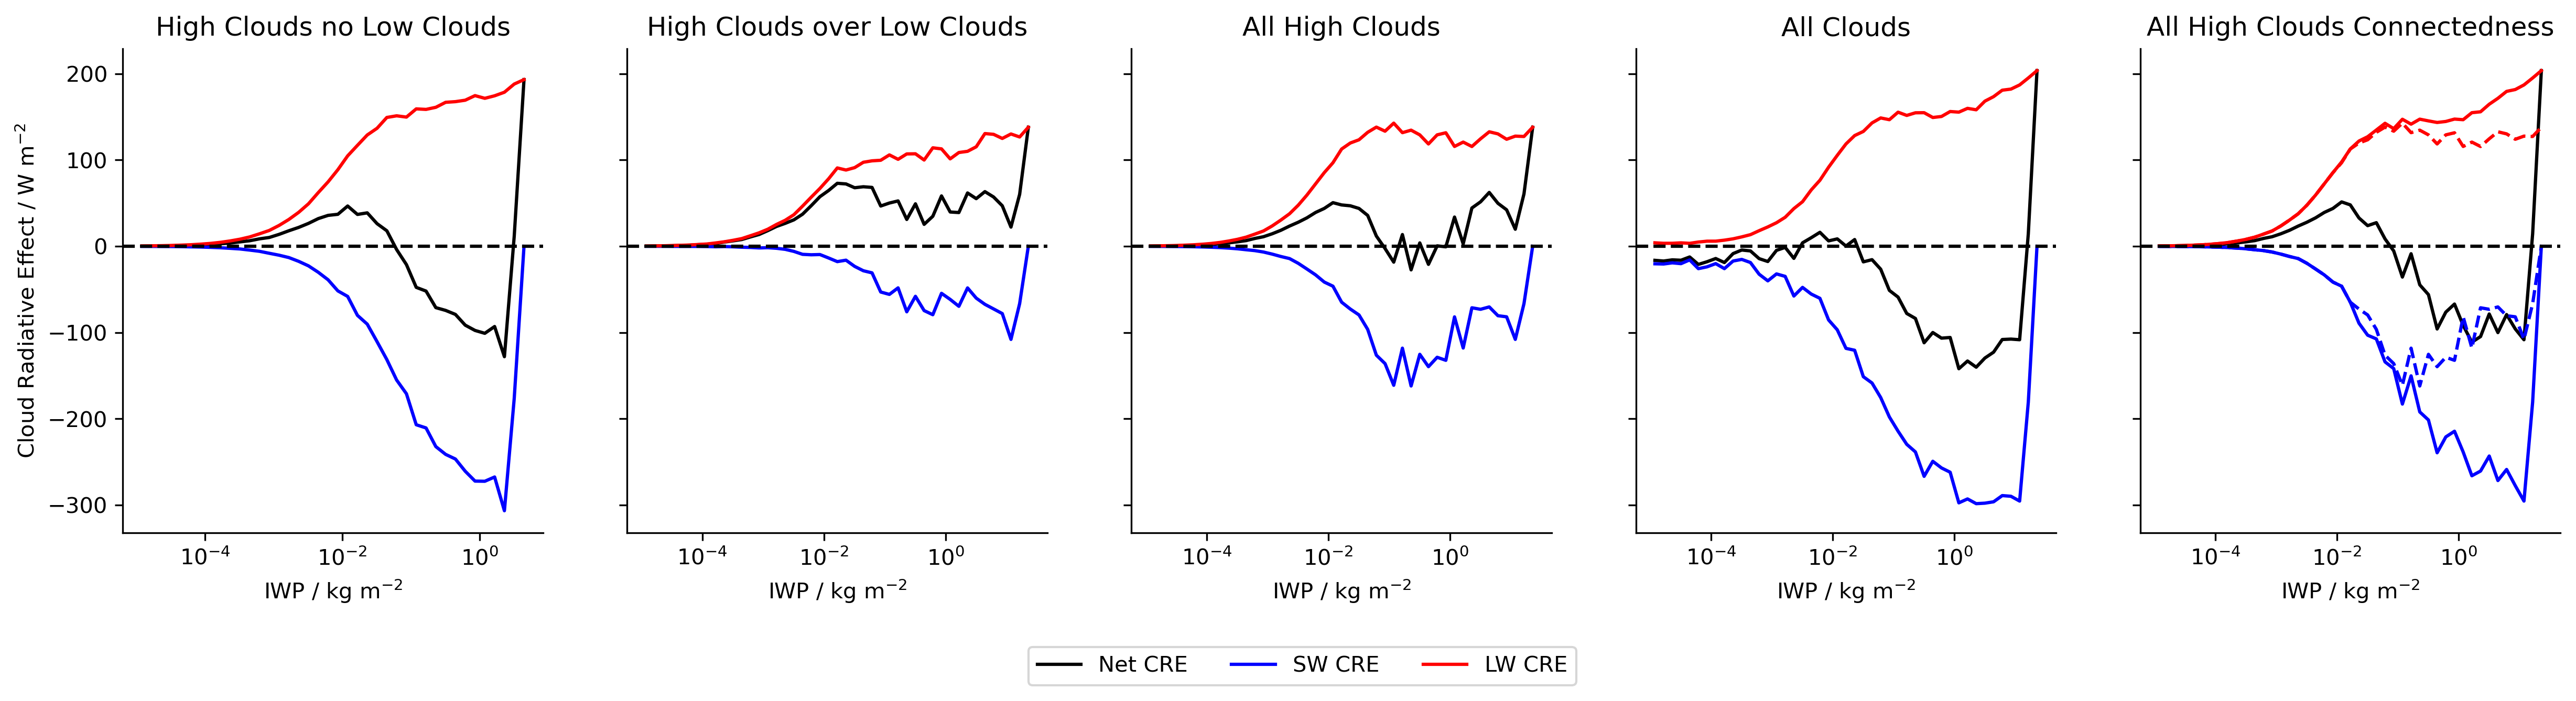 High Clouds no Low Clouds
High Clouds over Low Clouds
All High Clouds
All Clouds
All High Clouds Connectedness
Cloud Radiative Effect / W m⁻²
200
100
0
−100
−200
−300
10⁻⁴ 10⁻² 10⁰
10⁻⁴ 10⁻² 10⁰
10⁻⁴ 10⁻² 10⁰
10⁻⁴ 10⁻² 10⁰
10⁻⁴ 10⁻² 10⁰
IWP / kg m⁻²
IWP / kg m⁻²
IWP / kg m⁻²
IWP / kg m⁻²
IWP / kg m⁻²
Net CRE SW CRE LW CRE